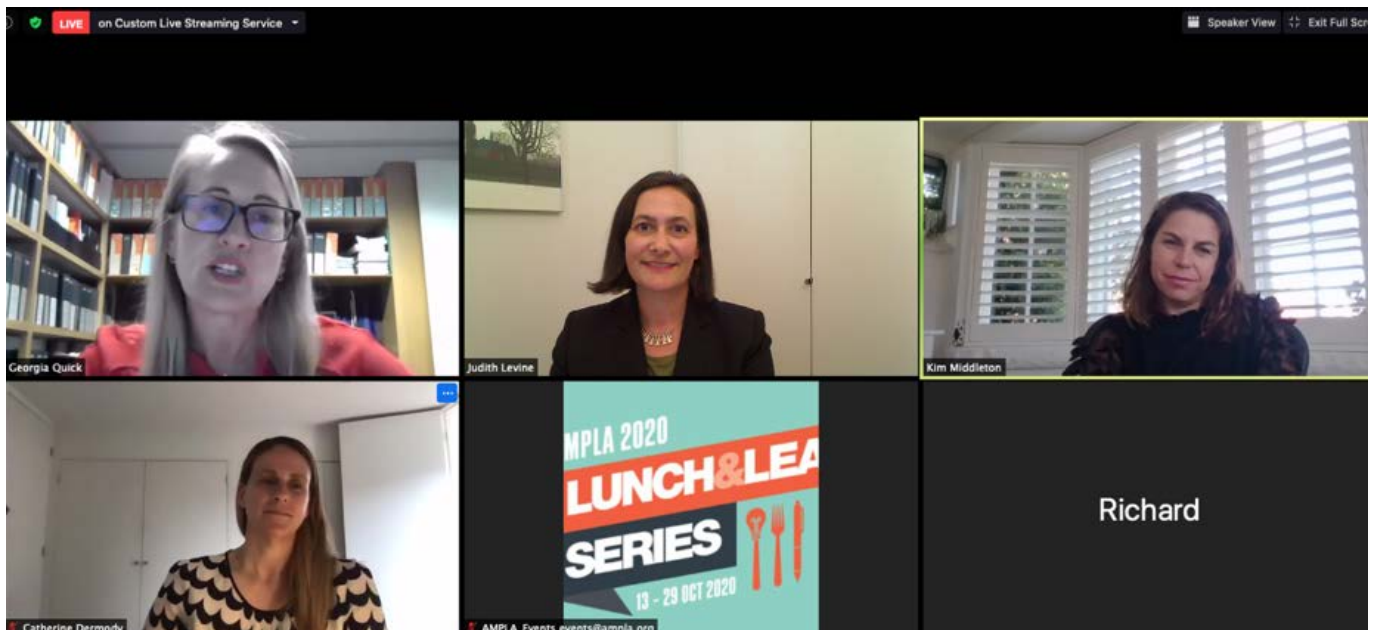 LIVE on Custom Live Streaming Service
Speaker View Exit Full Scr
Georgia Quick
Judith Levine
Kim Middleton
MPLA 2020
LUNCH&LEA
SERIES
13 - 29 OCT 2020
Richard
Catherine Dermody
AMPLA Events events@ampla.org